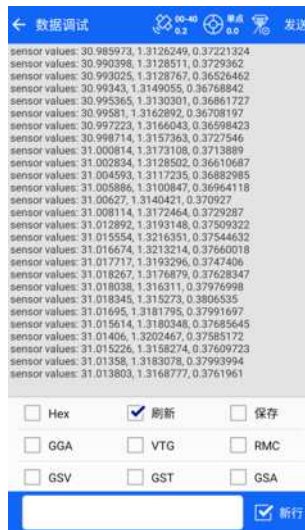 数据调试
00-40
0.2
单点
0.0
发送
sensor values: 30.985973, 1.3126249, 0.37221324
sensor values: 30.990398, 1.3128511, 0.3729362
sensor values: 30.993025, 1.3128767, 0.36526462
sensor values: 30.99343, 1.3149055, 0.36768842
sensor values: 30.995365, 1.3130301, 0.36861727
sensor values: 30.99581, 1.3162892, 0.36708197
sensor values: 30.997223, 1.3166043, 0.36598423
sensor values: 30.998714, 1.3157363, 0.3727546
sensor values: 31.000814, 1.3173108, 0.3713889
sensor values: 31.002834, 1.3128502, 0.36610687
sensor values: 31.004593, 1.3117235, 0.36882985
sensor values: 31.005886, 1.3100847, 0.36964118
sensor values: 31.00627, 1.3140421, 0.370927
sensor values: 31.008114, 1.3172464, 0.3729287
sensor values: 31.012892, 1.3193148, 0.37509322
sensor values: 31.015554, 1.3216351, 0.37544632
sensor values: 31.016674, 1.3213214, 0.37660018
sensor values: 31.017717, 1.3193296, 0.3747406
sensor values: 31.018267, 1.3176879, 0.37628347
sensor values: 31.018038, 1.316311, 0.37976998
sensor values: 31.018345, 1.315273, 0.3806535
sensor values: 31.01695, 1.3181795, 0.37991697
sensor values: 31.015614, 1.3180348, 0.37685645
sensor values: 31.01406, 1.3202467, 0.37585172
sensor values: 31.015226, 1.3158274, 0.37609723
sensor values: 31.01358, 1.3183078, 0.37993994
sensor values: 31.013803, 1.3168777, 0.3761961
Hex
刷新
保存
GGA
VTG
RMC
GSV
GST
GSA
新行